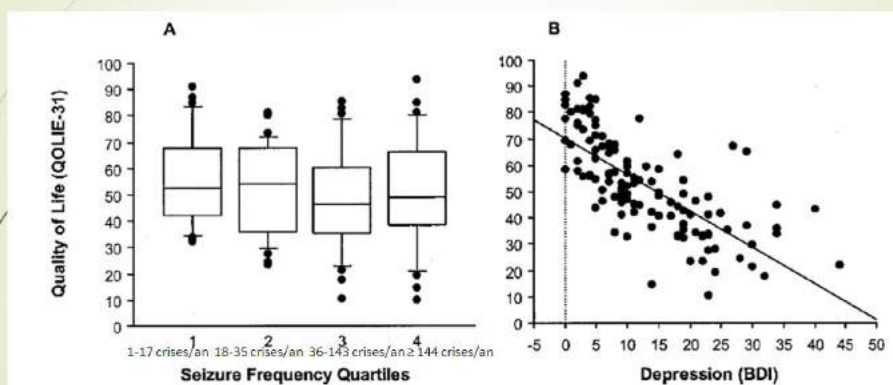 A
B
Quality of Life (QOLIE-31)
100
90
80
70
60
50
40
30
20
10
0
1 2 3 4
1-17 crises/an 18-35 crises/an 36-143 crises/an ≥ 144 crises/an
Seizure Frequency Quartiles
100
90
80
70
60
50
40
30
20
10
0
-5 0 5 10 15 20 25 30 35 40 45 50
Depression (BDI)